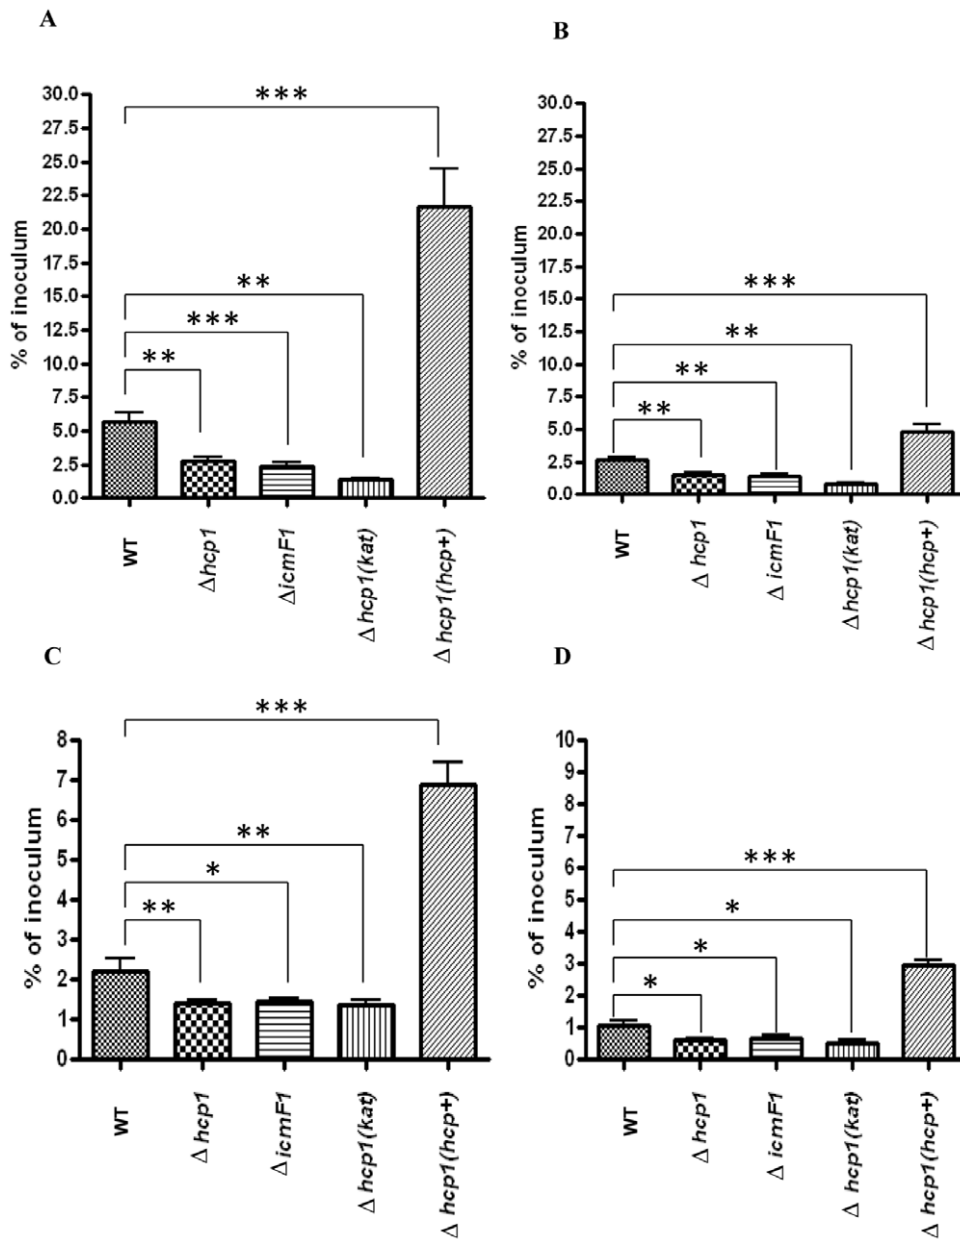 A
% of inoculum
30.0
27.5
25.0
22.5
20.0
17.5
15.0
12.5
10.0
7.5
5.0
2.5
0.0
***
**
***
**
WT
Δhcp1
ΔicmF1
Δ hcp1(kat)
Δ hcp1(hcp+)
B
% of inoculum
30.0
27.5
25.0
22.5
20.0
17.5
15.0
12.5
10.0
7.5
5.0
2.5
0.0
***
**
**
**
WT
Δ hcp1
Δ icmF1
Δhcp1(kat)
Δ hcp1(hcp+)
C
% of inoculum
8
7
6
5
4
3
2
1
0
***
**
*
**
WT
Δ hcp1
Δ icmF1
Δ hcp1(kat)
Δ hcp1(hcp+)
D
% of inoculum
10
9
8
7
6
5
4
3
2
1
0
***
*
*
*
WT
Δ hcp1
Δ icmF1
Δ hcp1(kat)
Δ hcp1(hcp+)